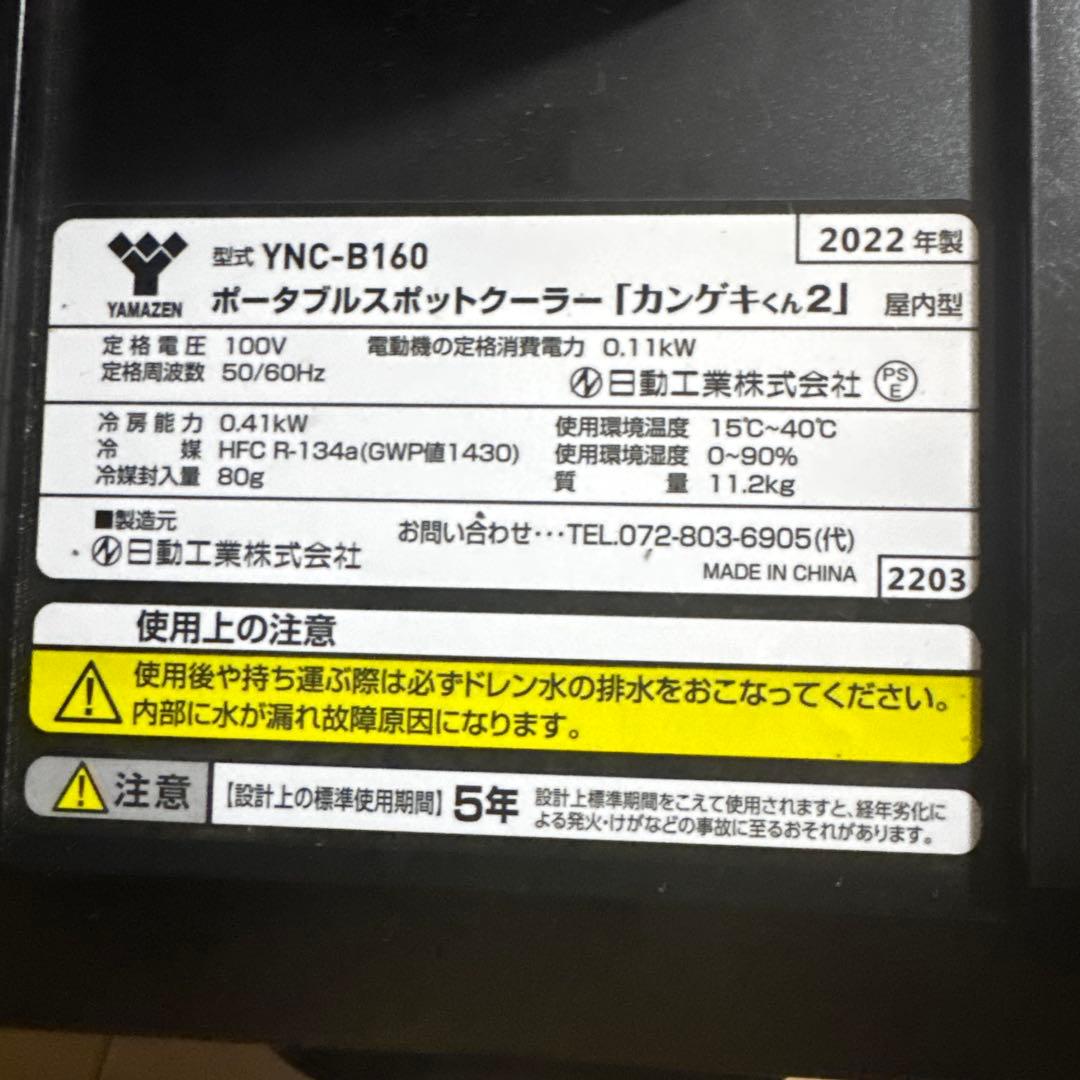 YAMAZEN
型式 YNC-B160
2022年製
ポータブルスポットクーラー「カンゲキくん2」 屋内型
定格電圧 100V 電動機の定格消費電力 0.11kW
定格周波数 50/60Hz
日動工業株式会社 PSE
冷房能力 0.41kW
冷媒 HFC R-134a(GWP値1430)
冷媒封入量 80g
使用環境温度 15℃~40℃
使用環境湿度 0~90%
質量 11.2kg
■製造元
日動工業株式会社
お問い合わせ…TEL.072-803-6905(代)
MADE IN CHINA
2203
使用上の注意
使用後や持ち運ぶ際は必ずドレン水の排水をおこなってください。
内部に水が漏れ故障原因になります。
注意
【設計上の標準使用期間】5年
設計上標準期間をこえて使用されますと、経年劣化に
よる発火・けがなどの事故に至るおそれがあります。